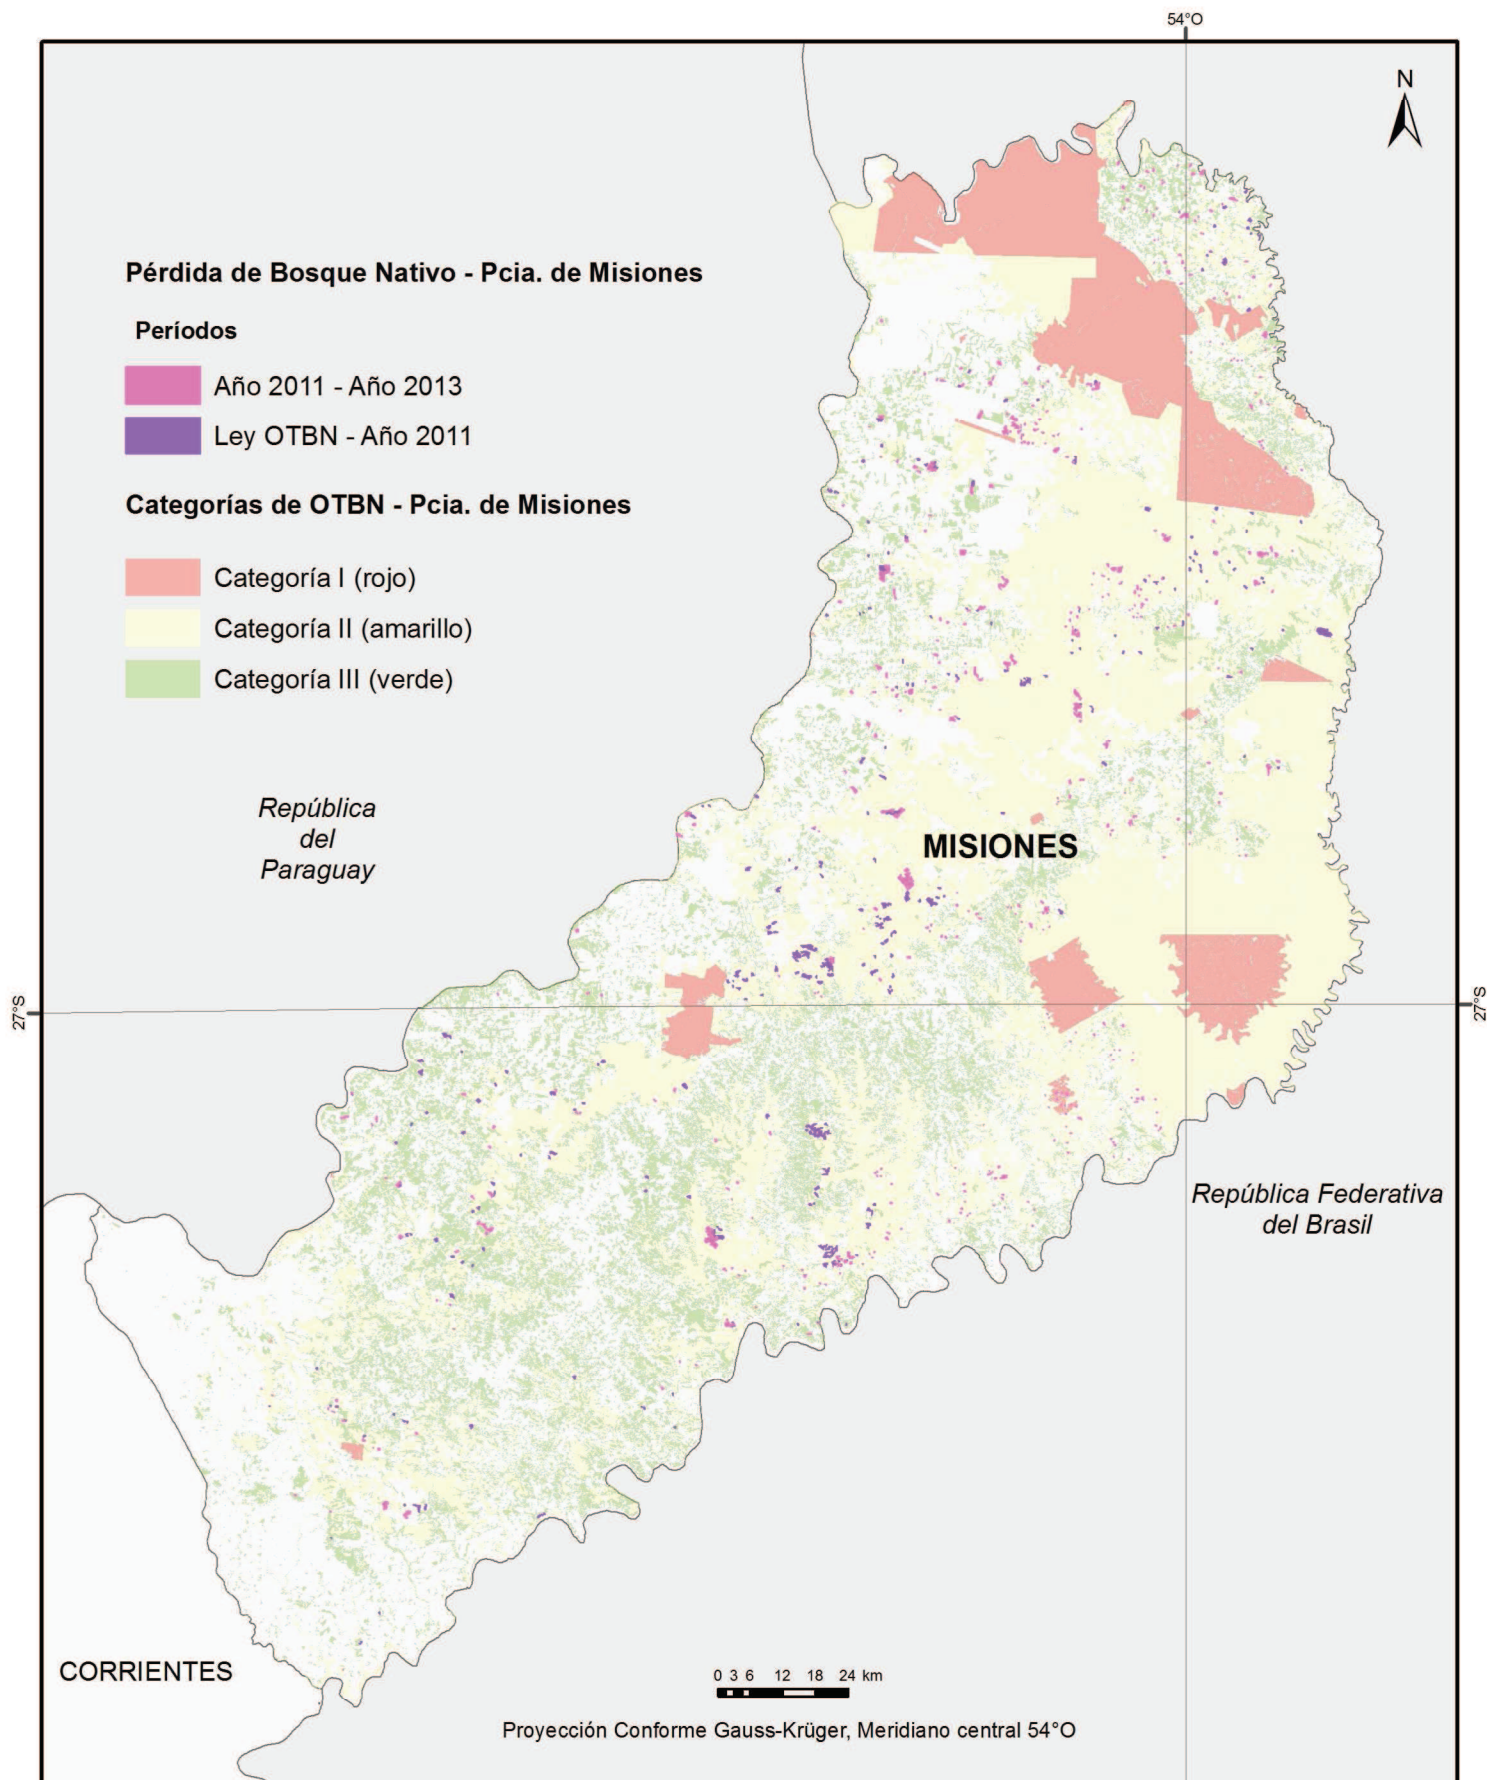 54°O
N
Pérdida de Bosque Nativo - Pcia. de Misiones
Períodos
Año 2011 - Año 2013
Ley OTBN - Año 2011
Categorías de OTBN - Pcia. de Misiones
Categoría I (rojo)
Categoría II (amarillo)
Categoría III (verde)
República
del
Paraguay
MISIONES
27°S
27°S
República Federativa
del Brasil
CORRIENTES
0 3 6 12 18 24 km
Proyección Conforme Gauss-Krüger, Meridiano central 54°O